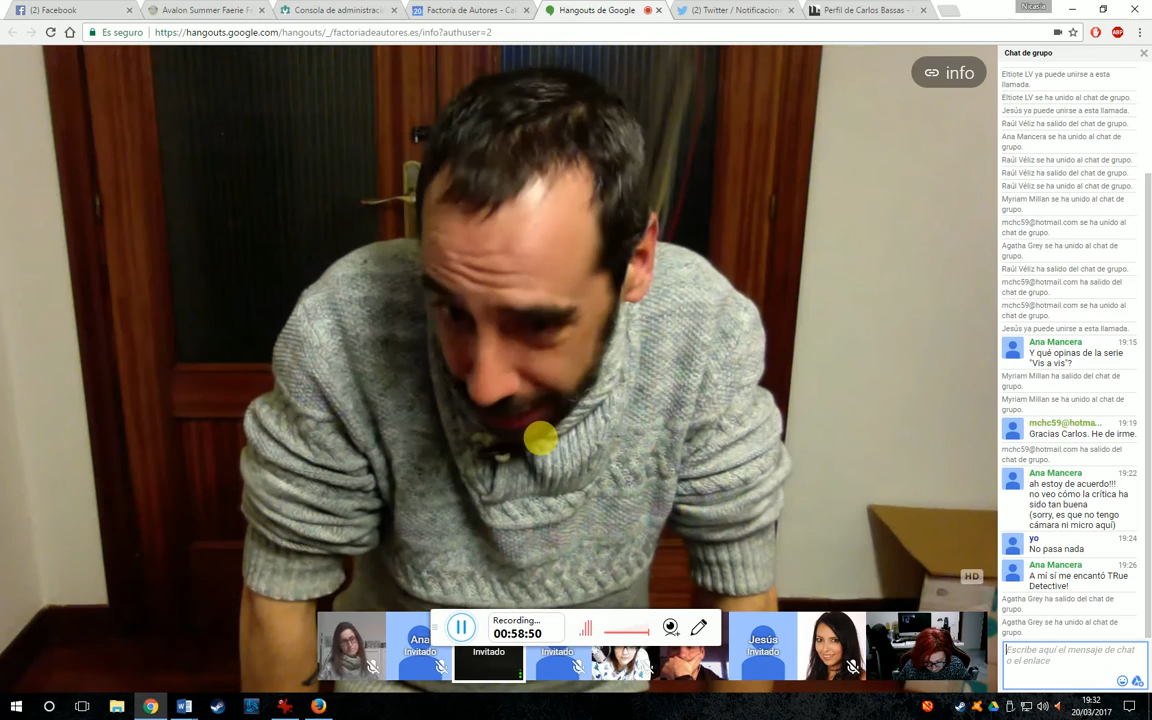 (2) Facebook
Avalon Summer Faerie F
Consola de administrac
Factoría de Autores - Ca
Hangouts de Google
(2) Twitter / Notificacion
Perfil de Carlos Bassas -
Nicasia
Es seguro
https://hangouts.google.com/hangouts/_/factoriadeautores.es/info?authuser=2
info
Chat de grupo
Eltiote LV ya puede unirse a esta
llamada.
Eltiote LV se ha unido al chat de grupo.
Jesús ya puede unirse a esta llamada.
Raúl Véliz ha salido del chat de grupo.
Ana Mancera se ha unido al chat de
grupo.
Raúl Véliz se ha unido al chat de grupo.
Raúl Véliz ha salido del chat de grupo.
Raúl Véliz se ha unido al chat de grupo.
Myriam Millan se ha unido al chat de
grupo.
mchc59@hotmail.com se ha unido al
chat de grupo.
Agatha Grey se ha unido al chat de
grupo.
Raúl Véliz ha salido del chat de grupo.
mchc59@hotmail.com ha salido del
chat de grupo.
mchc59@hotmail.com se ha unido al
chat de grupo.
Jesús ya puede unirse a esta llamada.
Ana Mancera 19:15
Y qué opinas de la serie
"Vis a vis"?
Myriam Millan ha salido del chat de
grupo.
Myriam Millan se ha unido al chat de
grupo.
mchc59@hotma... 19:19
Gracias Carlos. He de irme.
mchc59@hotmail.com ha salido del
chat de grupo.
Ana Mancera 19:22
ah estoy de acuerdo!!!
no veo cómo la crítica ha
sido tan buena
(sorry, es que no tengo
cámara ni micro aquí)
yo 19:24
No pasa nada
Ana Mancera 19:26
A mí sí me encantó TRue
Detective!
Agatha Grey ha salido del chat de
grupo.
Agatha Grey se ha unido al chat de
grupo.
Escribe aquí el mensaje de chat
o el enlace
HD
Recording...
00:58:50
Ana
Invitado
Invitado
Invitado
Jesús
Invitado
19:32
20/03/2017